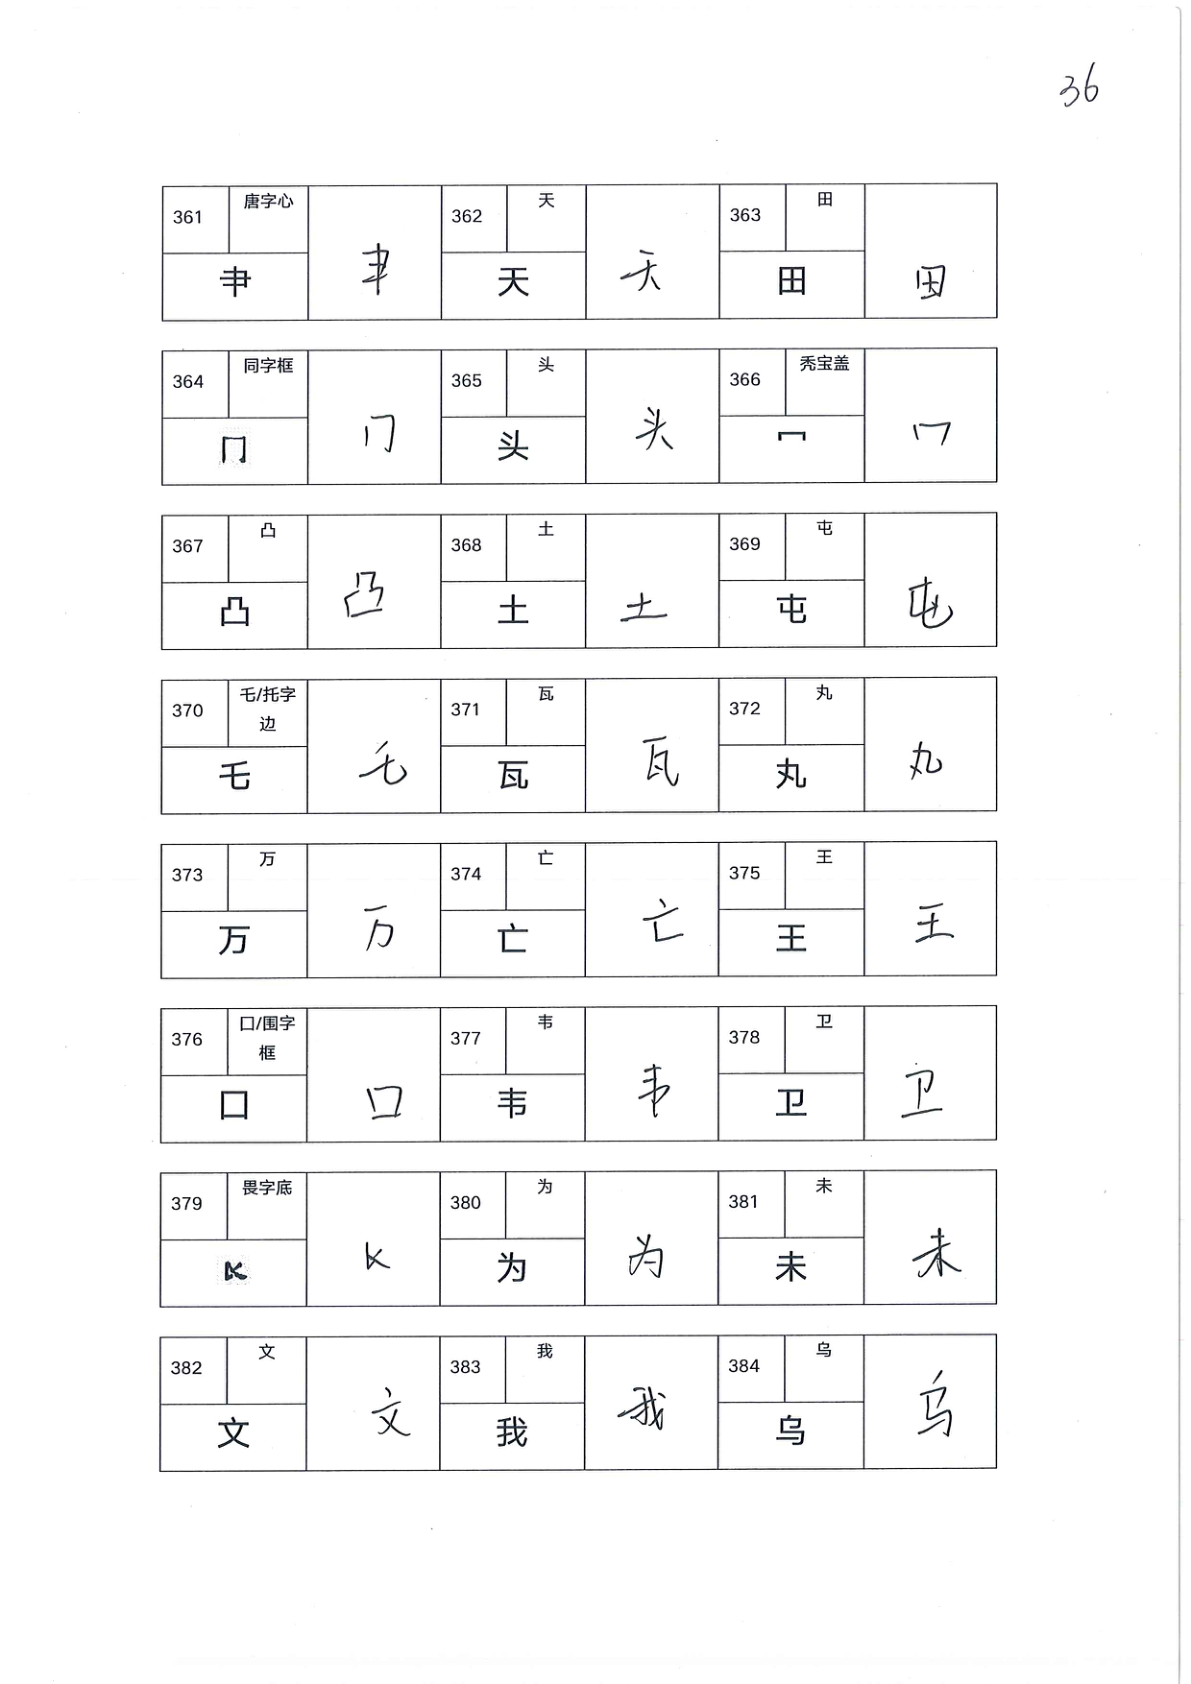 36
361 唐字心 362 天 363 田
肀 肀 天 天 田 田
364 同字框 365 头 366 秃宝盖
冂 冂 头 头 冖 冖
367 凸 368 土 369 屯
凸 凸 土 土 屯 屯
370 乇/托字边 371 瓦 372 丸
乇 乇 瓦 瓦 丸 丸
373 万 374 亡 375 王
万 万 亡 亡 王 王
376 囗/围字框 377 韦 378 卫
囗 囗 韦 韦 卫 卫
379 畏字底 380 为 381 未
为 为 未 未
382 文 383 我 384 乌
文 文 我 我 乌 乌